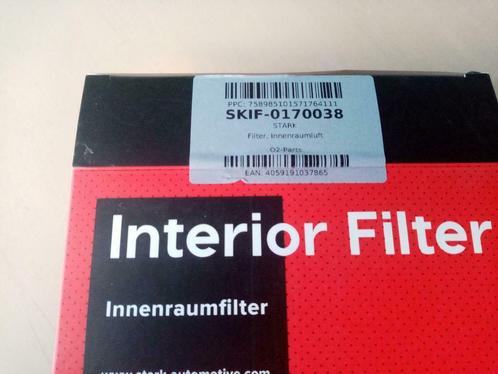 PPC: 758985101571764111
SKIF-0170038
STARK
Filter, Innenraumluft
O2-Parts
EAN: 4059191037865
Interior Filter
Innenraumfilter
www.stark-automotive.com